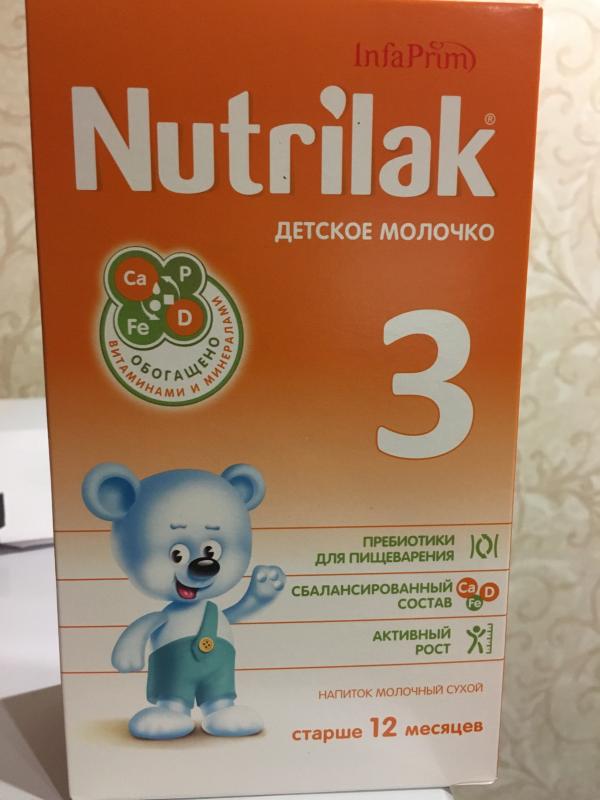 InfaPrim
Nutrilak®
ДЕТСКОЕ МОЛОЧКО
Ca P
Fe D
ОБОГАЩЕНО
ВИТАМИНАМИ И МИНЕРАЛАМИ
3
ПРЕБИОТИКИ
ДЛЯ ПИЩЕВАРЕНИЯ
СБАЛАНСИРОВАННЫЙ
СОСТАВ
Ca D
Fe
АКТИВНЫЙ
РОСТ
НАПИТОК МОЛОЧНЫЙ СУХОЙ
старше 12 месяцев